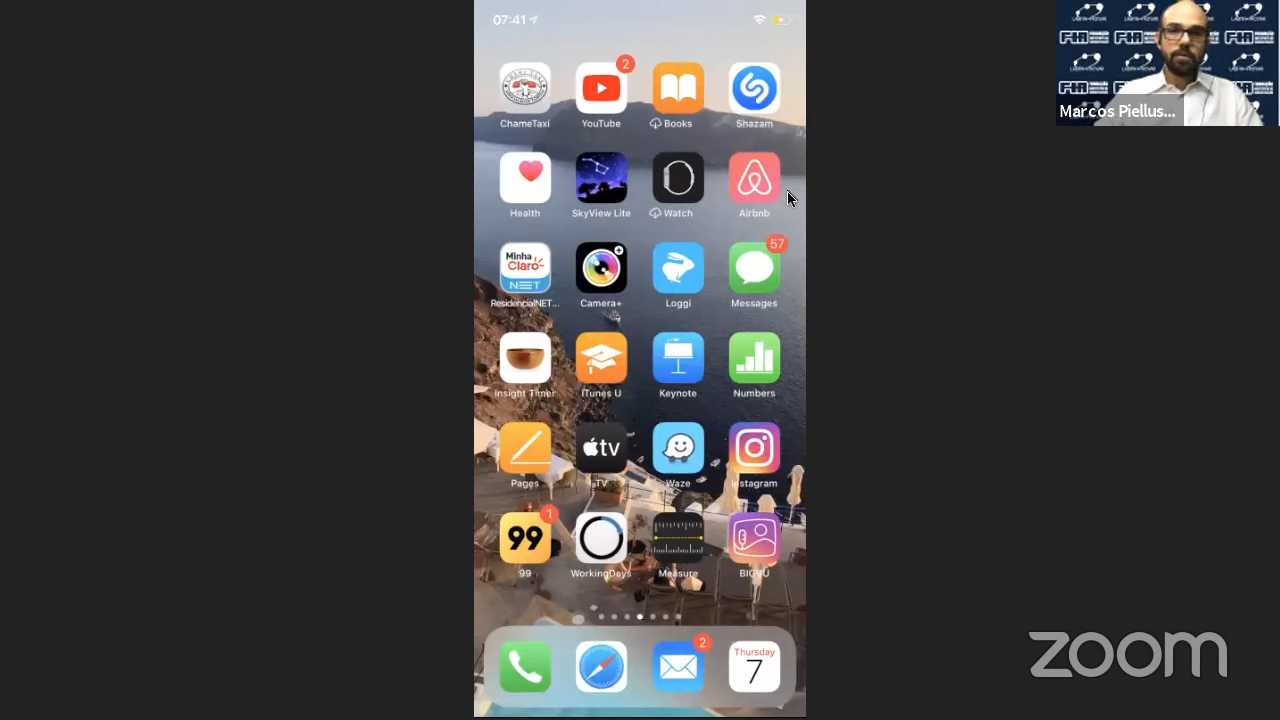 07:41
Marcos Piellus...
2
ChameTaxi
YouTube
Books
Shazam
Health
SkyView Lite
Watch
Airbnb
Minha
Claro
NET
57
ResidencialNET...
Camera+
Loggi
Messages
Insight Timer
iTunes U
Keynote
Numbers
tv
Pages
TV
Waze
Instagram
99
1
99
WorkingDays
Measure
BIGVU
2
Thursday
7
zoom